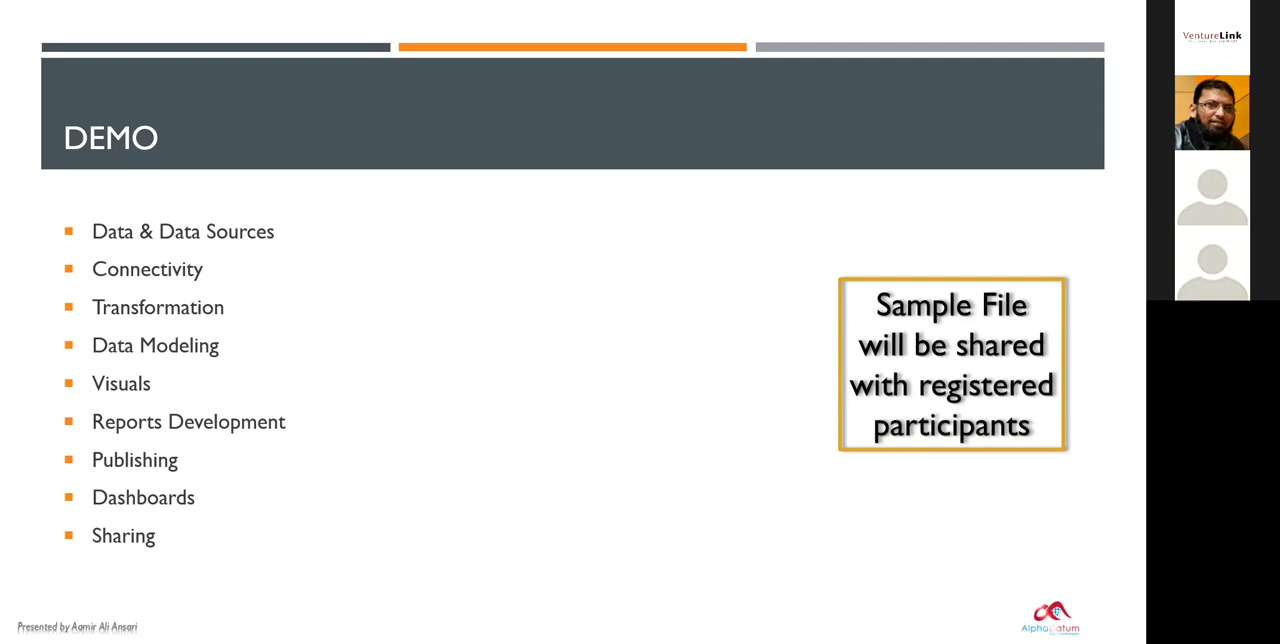 DEMO
Data & Data Sources
Connectivity
Transformation
Data Modeling
Visuals
Reports Development
Publishing
Dashboards
Sharing
Sample File
will be shared
with registered
participants
Presented by Aamir Ali Ansari
AlphaDatum
VentureLink